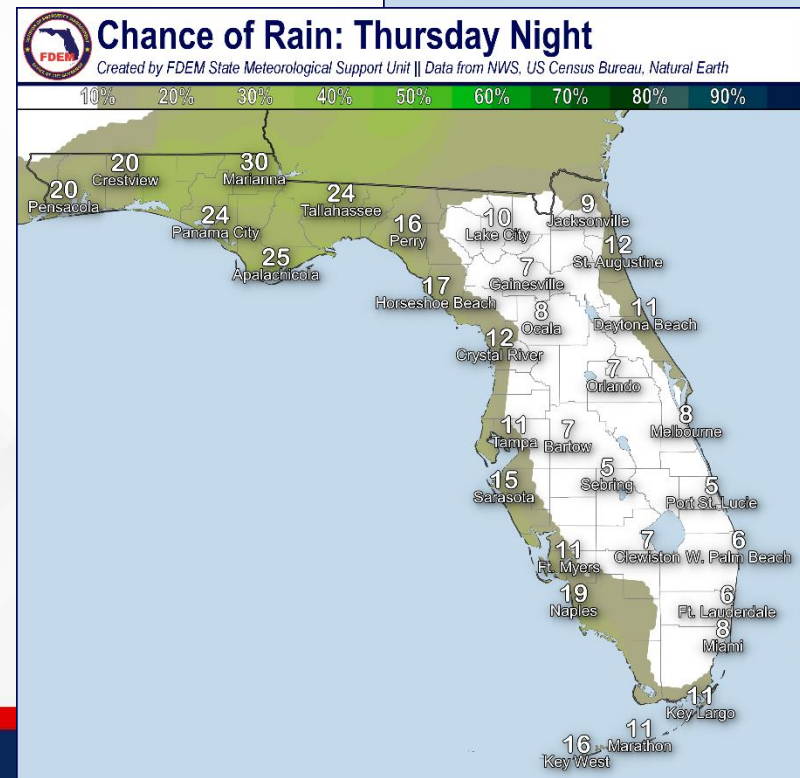 FDEM
Chance of Rain: Thursday Night
Created by FDEM State Meteorological Support Unit || Data from NWS, US Census Bureau, Natural Earth
10% 20% 30% 40% 50% 60% 70% 80% 90%
20
Pensacola
20
Crestview
30
Marianna
24
Panama City
24
Tallahassee
25
Apalachicola
16
Perry
10
Lake City
9
Jacksonville
12
St. Augustine
7
Gainesville
17
Horseshoe Beach
8
Ocala
11
Daytona Beach
12
Crystal River
7
Orlando
8
Melbourne
11
Tampa
7
Bartow
15
Sarasota
5
Sebring
5
Port St. Lucie
11
Ft. Myers
7
Clewiston
6
W. Palm Beach
19
Naples
6
Ft. Lauderdale
8
Miami
11
Key Largo
11
Marathon
16
Key West